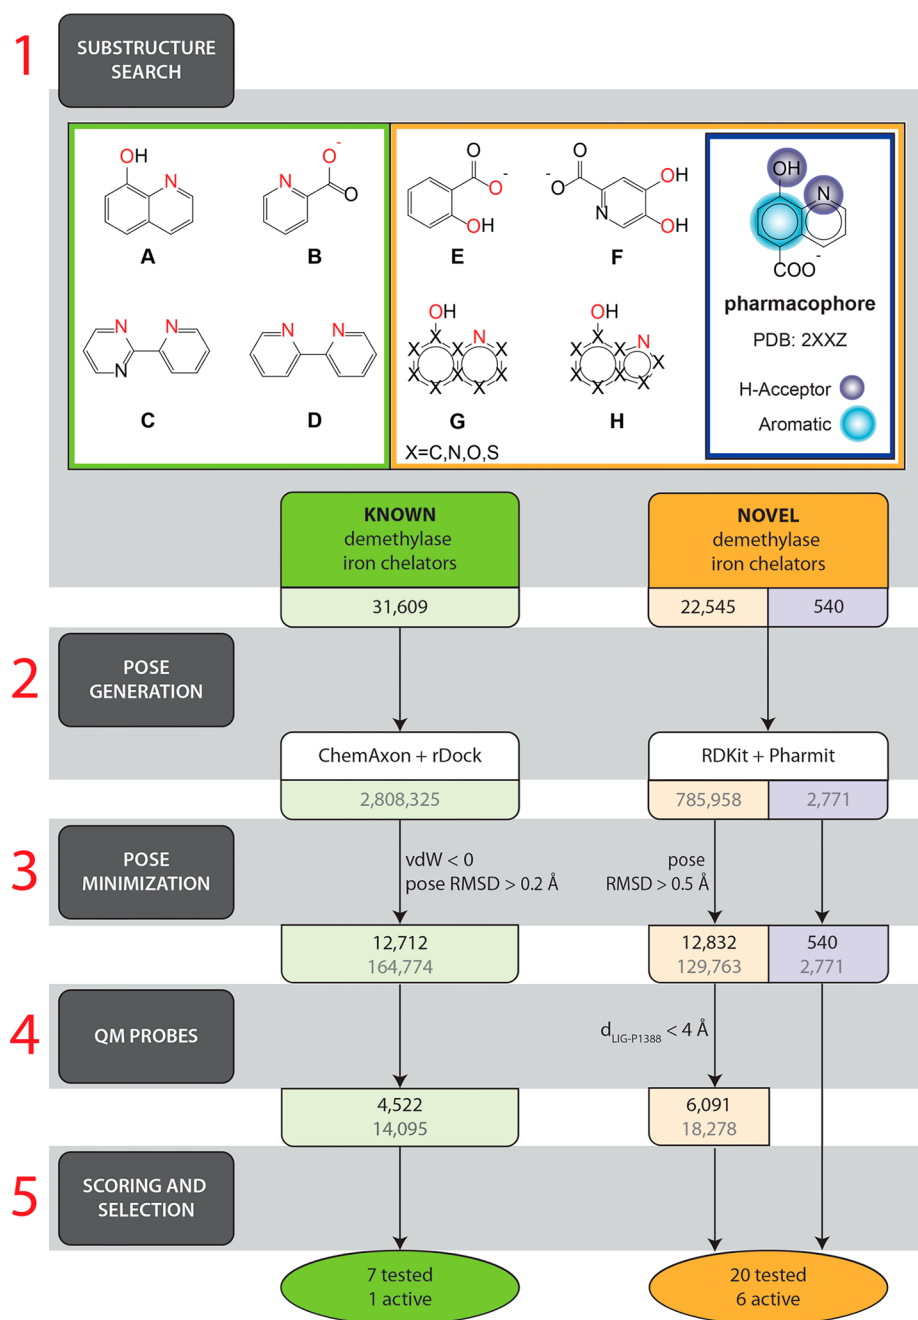 1
SUBSTRUCTURE
SEARCH
OH
N
A
N
O-
O
B
N
N
N
C
N
N
D
O
O-
OH
E
O
O-
N
OH
OH
F
OH
N
X
X
X
X
X
X
X
X
X
G
OH
N
X
X
X
X
X
X
X
X
H
X=C,N,O,S
OH
N
COO-
pharmacophore
PDB: 2XXZ
H-Acceptor
Aromatic
KNOWN
demethylase
iron chelators
31,609
NOVEL
demethylase
iron chelators
22,545
540
2
POSE
GENERATION
ChemAxon + rDock
2,808,325
RDKit + Pharmit
785,958
2,771
3
POSE
MINIMIZATION
vdW < 0
pose RMSD > 0.2 Å
pose
RMSD > 0.5 Å
12,712
164,774
12,832
129,763
540
2,771
4
QM PROBES
dLIG-P1388 < 4 Å
4,522
14,095
6,091
18,278
5
SCORING AND
SELECTION
7 tested
1 active
20 tested
6 active